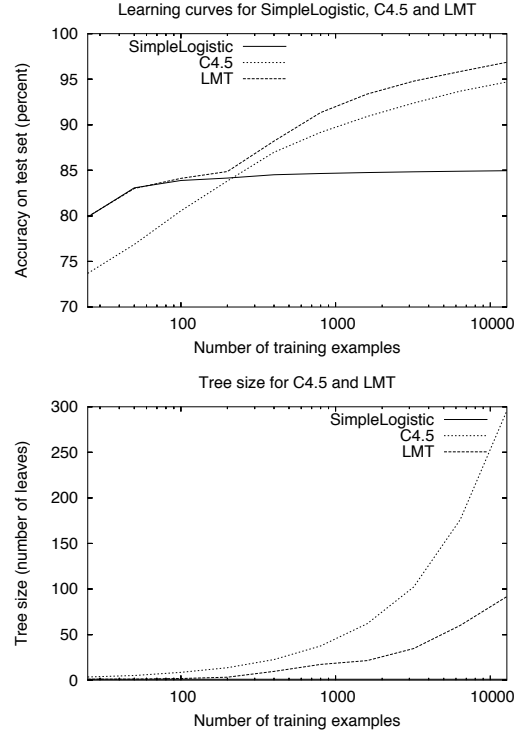 Learning curves for SimpleLogistic, C4.5 and LMT
100
95
90
85
80
75
70
Accuracy on test set (percent)
SimpleLogistic
C4.5
LMT
100
1000
10000
Number of training examples
Tree size for C4.5 and LMT
300
250
200
150
100
50
0
Tree size (number of leaves)
SimpleLogistic
C4.5
LMT
100
1000
10000
Number of training examples